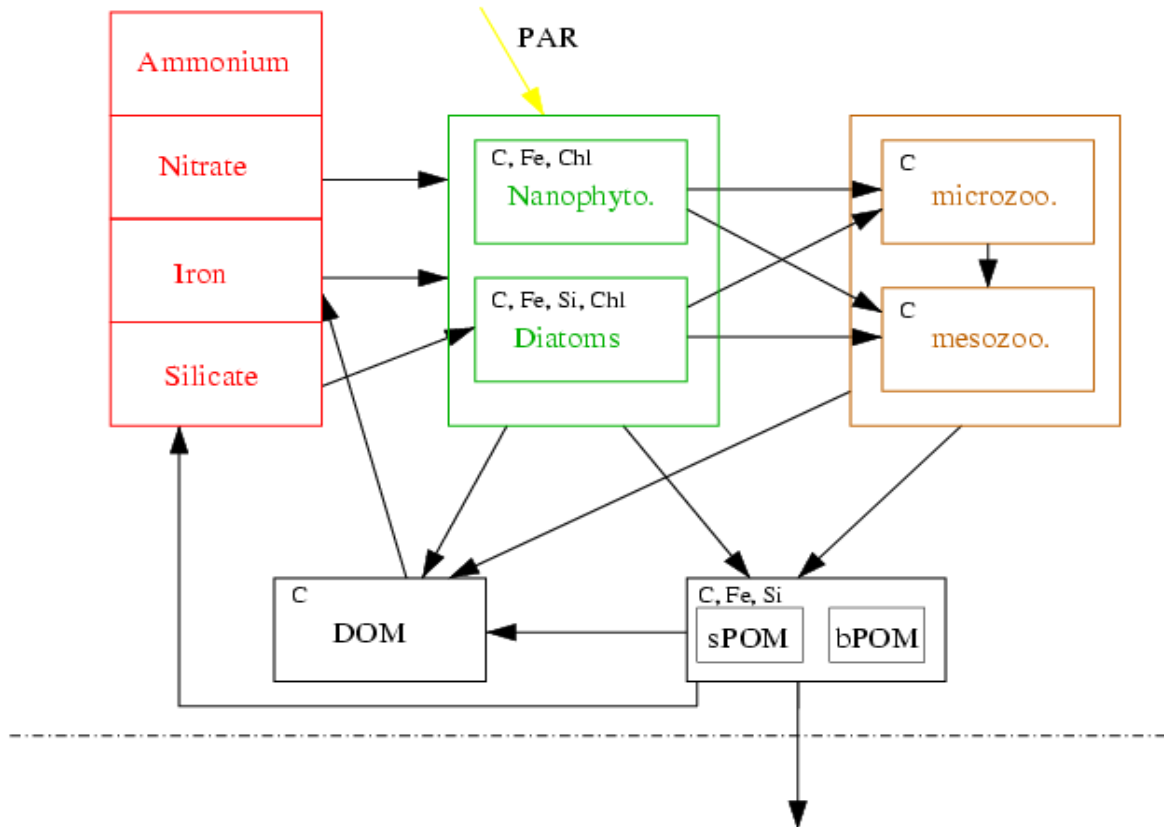 PAR
Ammonium
Nitrate
Iron
Silicate
C, Fe, Chl
Nanophyto.
C, Fe, Si, Chl
Diatoms
C
microzoo.
C
mesozoo.
C
DOM
C, Fe, Si
sPOM
bPOM